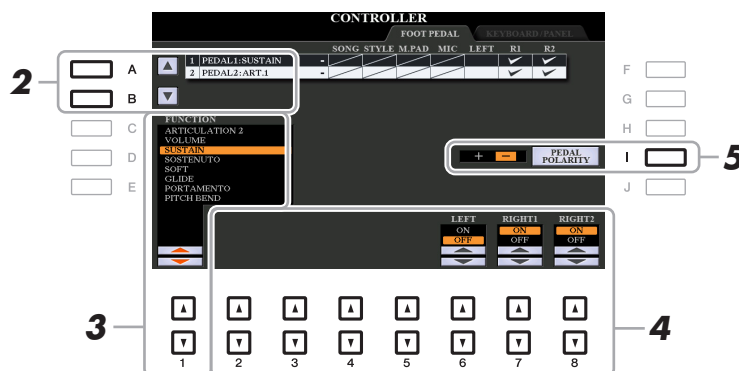 CONTROLLER
FOOT PEDAL KEYBOARD/PANEL
SONG STYLE M.PAD MIC LEFT R1 R2
1 PEDAL1:SUSTAIN -
2 PEDAL2:ART.1 -
2
A
B
C
D
E
F
G
H
I
J
FUNCTION
ARTICULATION 2
VOLUME
SUSTAIN
SOSTENUTO
SOFT
GLIDE
PORTAMENTO
PITCH BEND
+ - PEDAL
POLARITY
5
LEFT RIGHT1 RIGHT2
ON ON ON
OFF OFF OFF
3
4
1 2 3 4 5 6 7 8